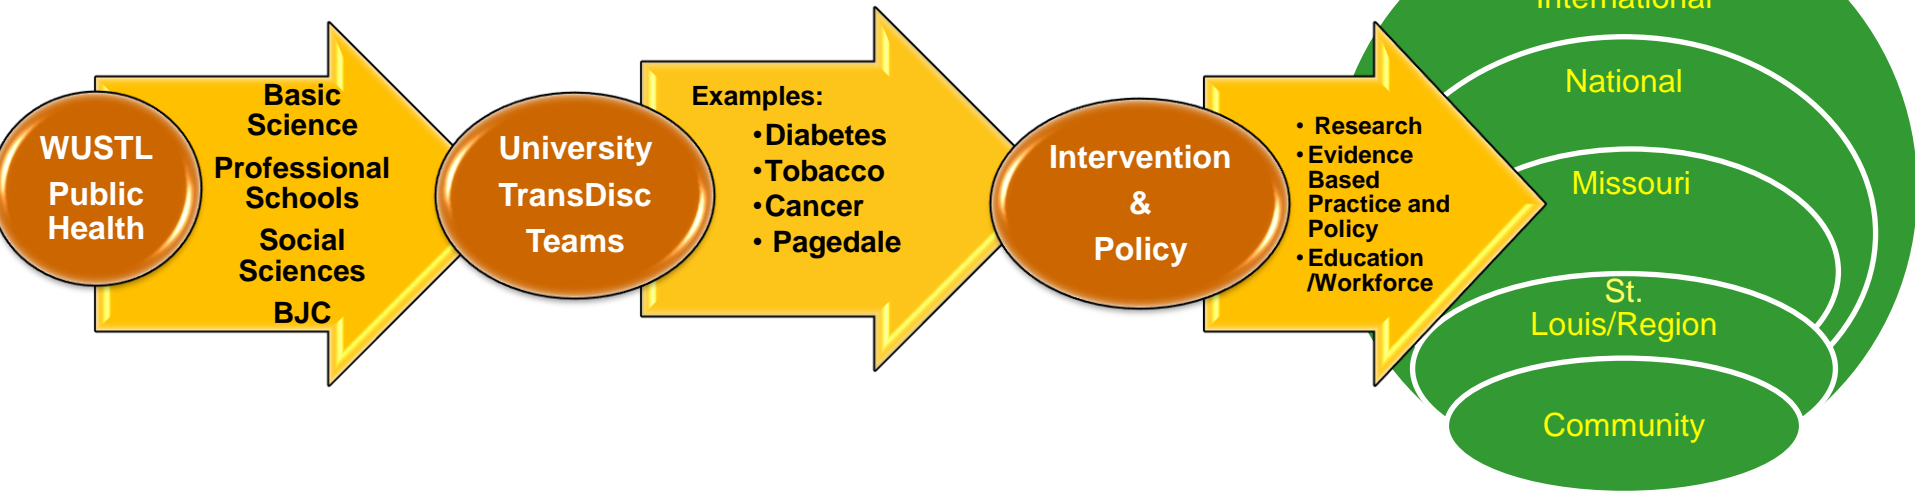 WUSTL
Public
Health
Basic
Science
Professional
Schools
Social
Sciences
BJC
University
TransDisc
Teams
Examples:
•Diabetes
•Tobacco
•Cancer
• Pagedale
Intervention
&
Policy
• Research
•Evidence
Based
Practice and
Policy
•Education
/Workforce
International
National
Missouri
St.
Louis/Region
Community